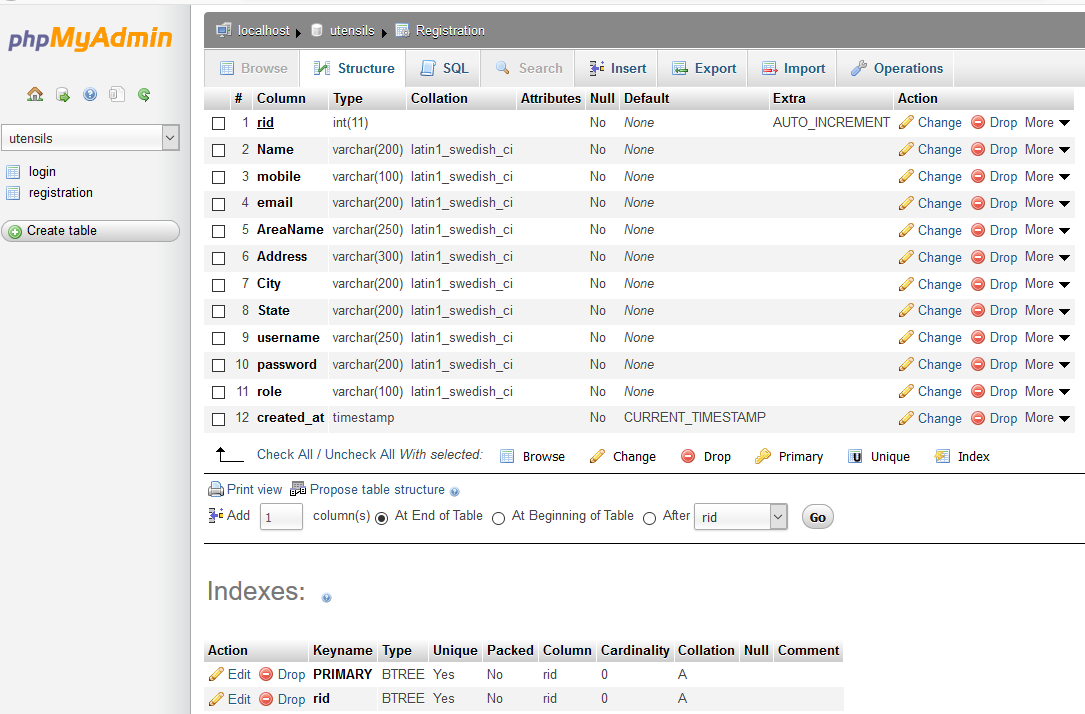 phpMyAdmin
utensils
login
registration
Create table
localhost utensils Registration
Browse Structure SQL Search Insert Export Import Operations
# Column Type Collation Attributes Null Default Extra Action
1 rid int(11) No None AUTO_INCREMENT Change Drop More
2 Name varchar(200) latin1_swedish_ci No None Change Drop More
3 mobile varchar(100) latin1_swedish_ci No None Change Drop More
4 email varchar(200) latin1_swedish_ci No None Change Drop More
5 AreaName varchar(250) latin1_swedish_ci No None Change Drop More
6 Address varchar(300) latin1_swedish_ci No None Change Drop More
7 City varchar(200) latin1_swedish_ci No None Change Drop More
8 State varchar(200) latin1_swedish_ci No None Change Drop More
9 username varchar(250) latin1_swedish_ci No None Change Drop More
10 password varchar(200) latin1_swedish_ci No None Change Drop More
11 role varchar(100) latin1_swedish_ci No None Change Drop More
12 created_at timestamp No CURRENT_TIMESTAMP Change Drop More
Check All / Uncheck All With selected: Browse Change Drop Primary Unique Index
Print view Propose table structure
Add 1 column(s) At End of Table At Beginning of Table After rid Go
Indexes:
Action Keyname Type Unique Packed Column Cardinality Collation Null Comment
Edit Drop PRIMARY BTREE Yes No rid 0 A
Edit Drop rid BTREE Yes No rid 0 A